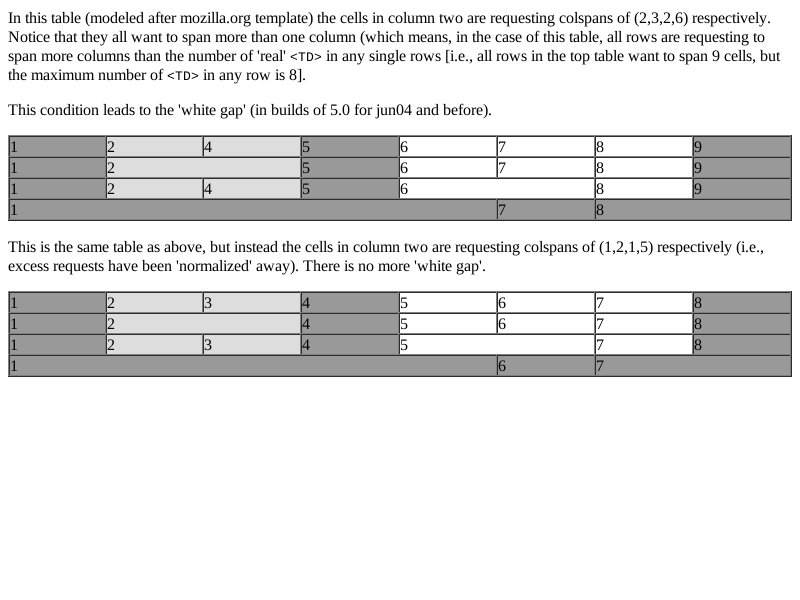 In this table (modeled after mozilla.org template) the cells in column two are requesting colspans of (2,3,2,6) respectively.
Notice that they all want to span more than one column (which means, in the case of this table, all rows are requesting to
span more columns than the number of 'real' <TD> in any single rows [i.e., all rows in the top table want to span 9 cells, but
the maximum number of <TD> in any row is 8].
This condition leads to the 'white gap' (in builds of 5.0 for jun04 and before).
1 2 4 5 6 7 8 9
1 2 5 6 7 8 9
1 2 4 5 6 8 9
1 7 8
This is the same table as above, but instead the cells in column two are requesting colspans of (1,2,1,5) respectively (i.e.,
excess requests have been 'normalized' away). There is no more 'white gap'.
1 2 3 4 5 6 7 8
1 2 4 5 6 7 8
1 2 3 4 5 7 8
1 6 7